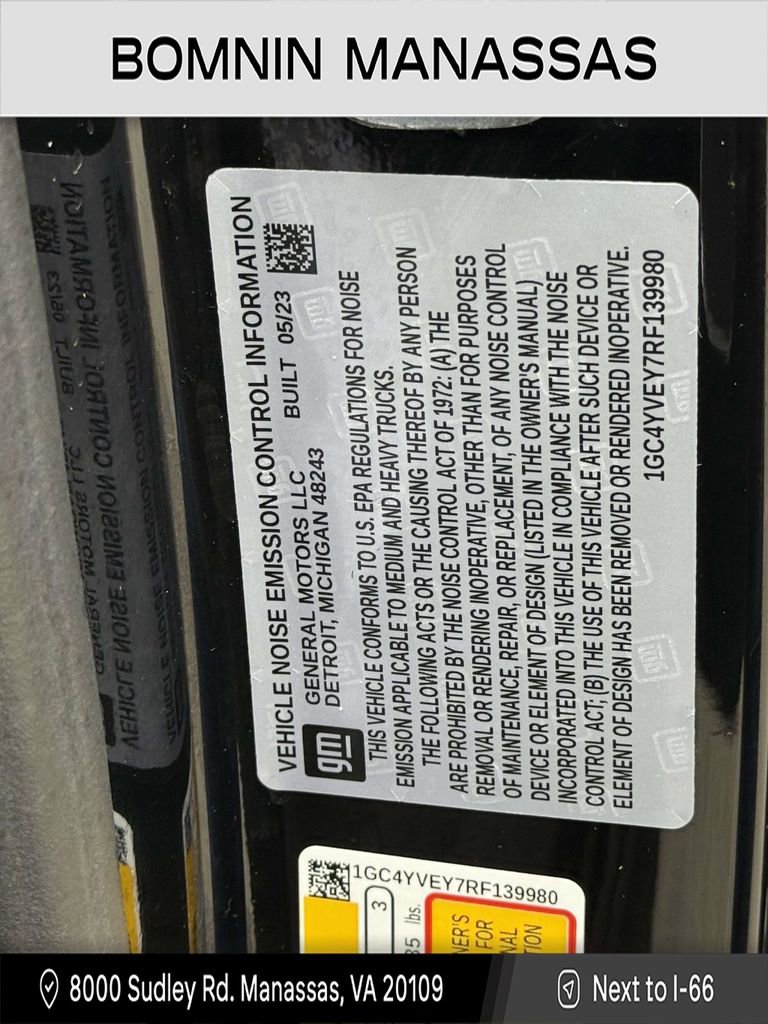 BOMNIN MANASSAS
VEHICLE NOISE EMISSION CONTROL INFORMATION
gm
GENERAL MOTORS LLC
DETROIT, MICHIGAN 48243
BUILT 05/23
THIS VEHICLE CONFORMS TO U.S. EPA REGULATIONS FOR NOISE
EMISSION APPLICABLE TO MEDIUM AND HEAVY TRUCKS.
THE FOLLOWING ACTS OR THE CAUSING THEREOF BY ANY PERSON
ARE PROHIBITED BY THE NOISE CONTROL ACT OF 1972: (A) THE
REMOVAL OR RENDERING INOPERATIVE, OTHER THAN FOR PURPOSES
OF MAINTENANCE, REPAIR, OR REPLACEMENT, OF ANY NOISE CONTROL
DEVICE OR ELEMENT OF DESIGN (LISTED IN THE OWNER'S MANUAL)
INCORPORATED INTO THIS VEHICLE IN COMPLIANCE WITH THE NOISE
CONTROL ACT, (B) THE USE OF THIS VEHICLE AFTER SUCH DEVICE OR
ELEMENT OF DESIGN HAS BEEN REMOVED OR RENDERED INOPERATIVE.
1GC4YVEY7RF139980
1GC4YVEY7RF139980
3
lbs.
8000 Sudley Rd. Manassas, VA 20109
Next to I-66